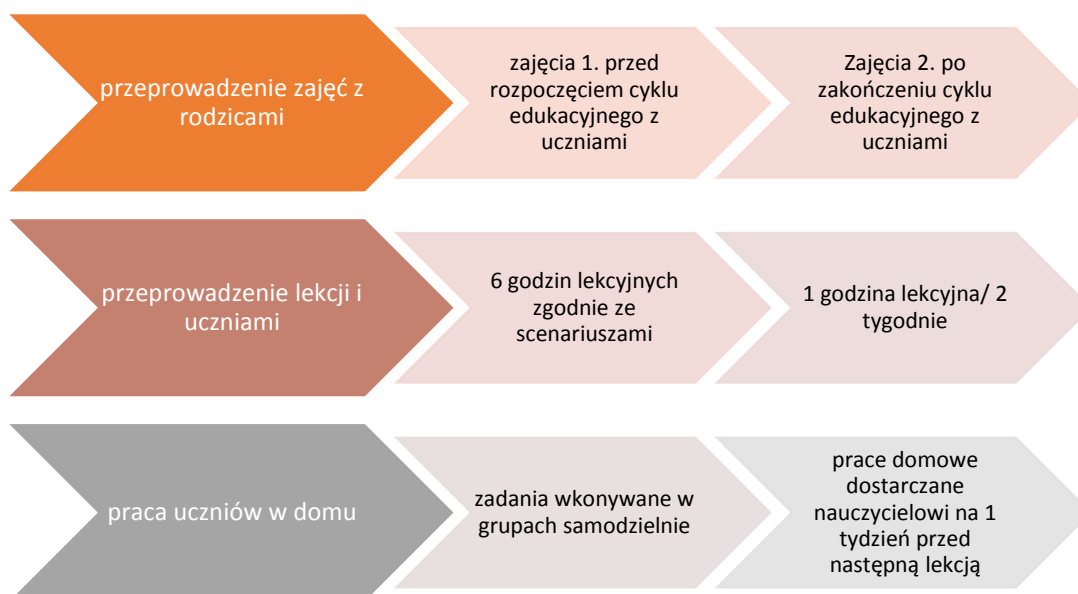 przeprowadzenie zajęć z
rodzicami
zajęcia 1. przed
rozpoczęciem cyklu
edukacyjnego z
uczniami
Zajęcia 2. po
zakończeniu cyklu
edukacyjnego z
uczniami
przeprowadzenie lekcji i
uczniami
6 godzin lekcyjnych
zgodnie ze
scenariuszami
1 godzina lekcyjna/ 2
tygodnie
praca uczniów w domu
zadania wkonywane w
grupach samodzielnie
prace domowe
dostarczane
nauczycielowi na 1
tydzień przed
następną lekcją